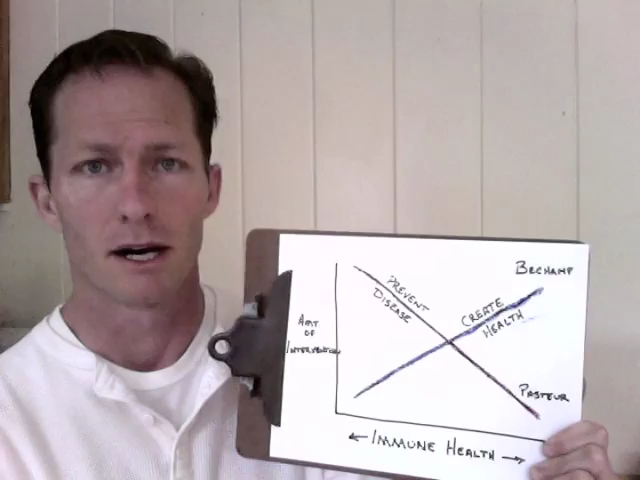 BECHAMP
PREVENT
DISEASE
CREATE
HEALTH
AMT
OF
INTERVENTION
PASTEUR
← IMMUNE HEALTH →